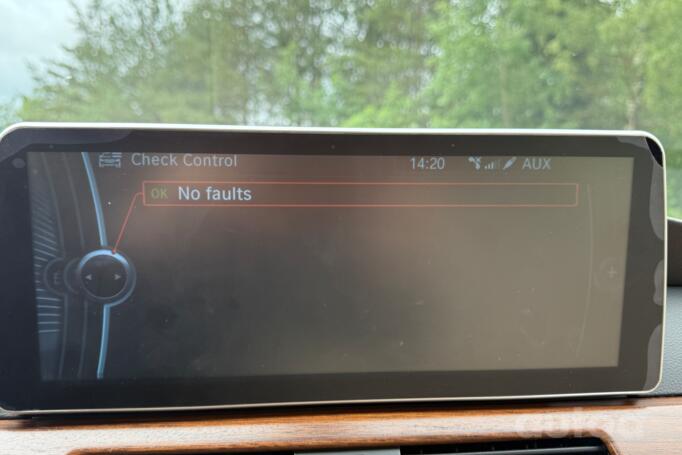 Check Control 14:20 AUX
OK No faults